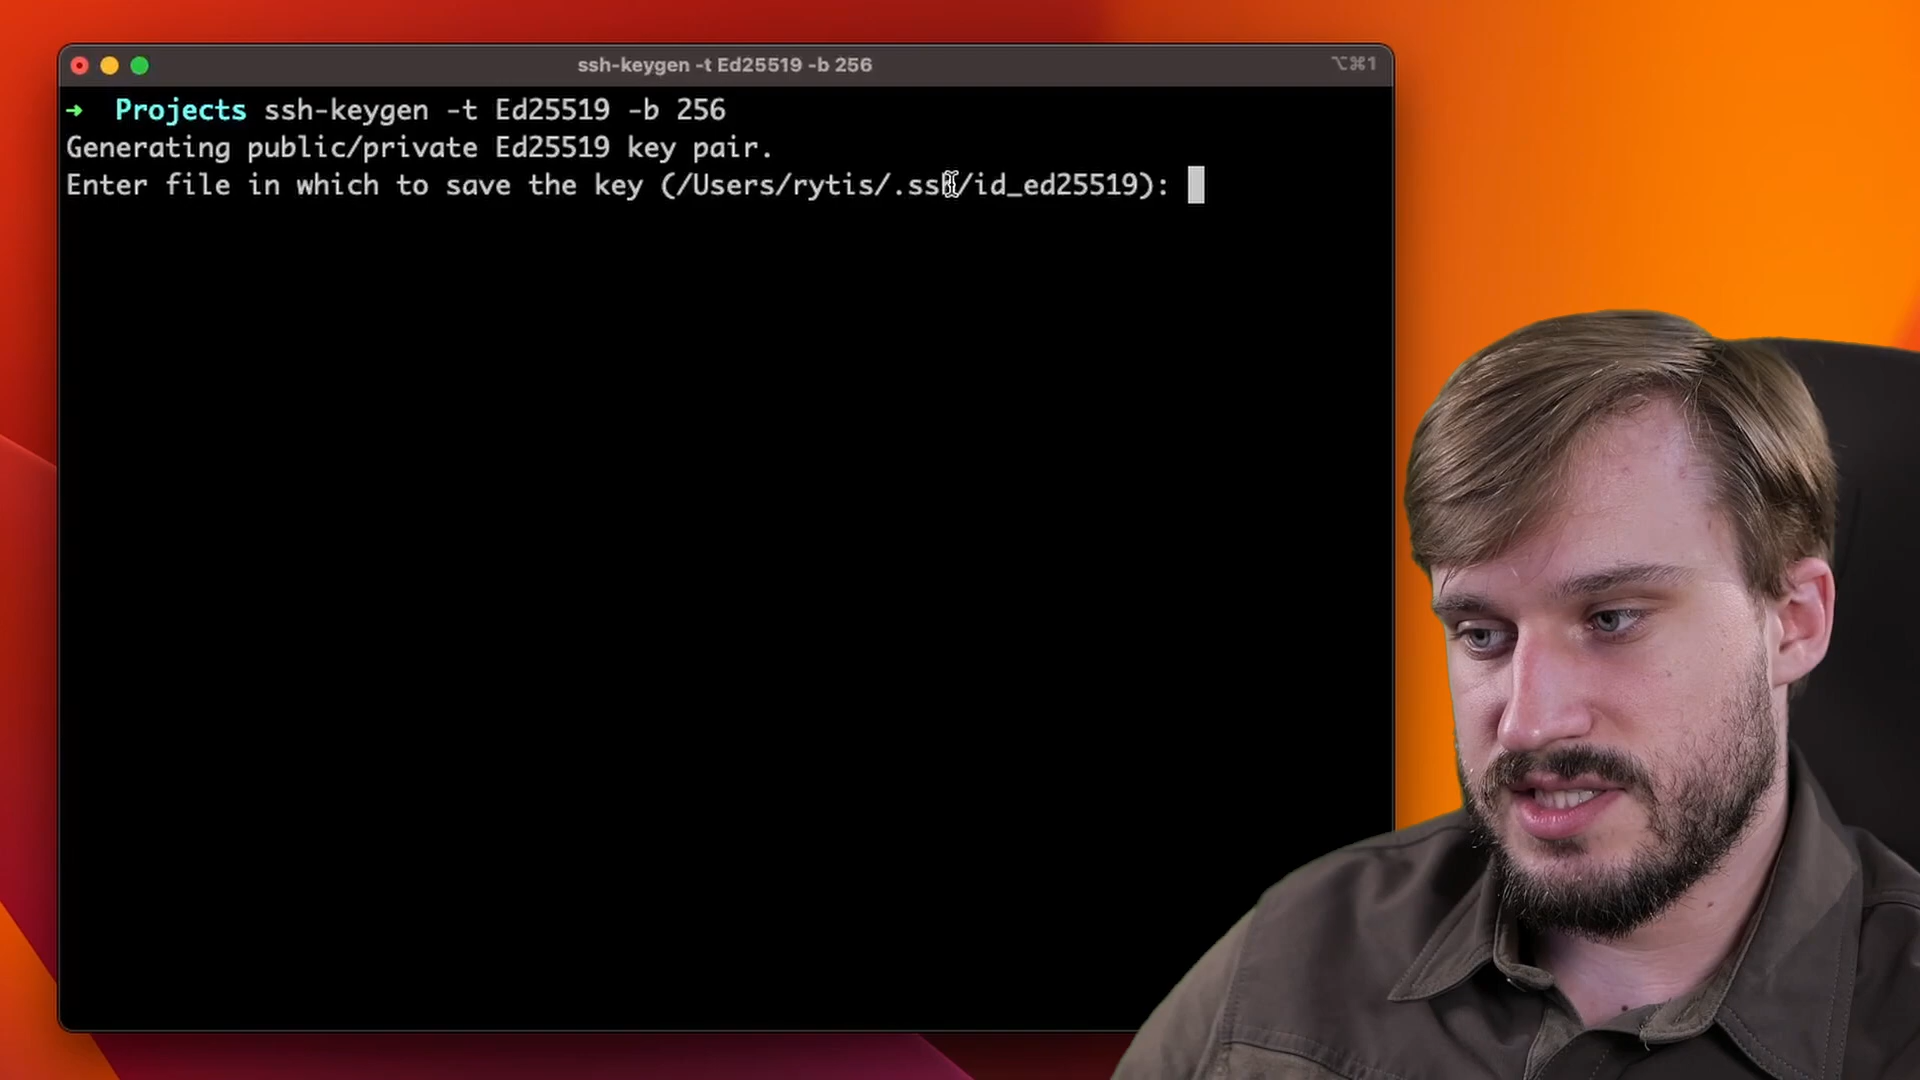 ssh-keygen -t Ed25519 -b 256
⌥⌘1
➜ Projects ssh-keygen -t Ed25519 -b 256
Generating public/private Ed25519 key pair.
Enter file in which to save the key (/Users/rytis/.ssh/id_ed25519):